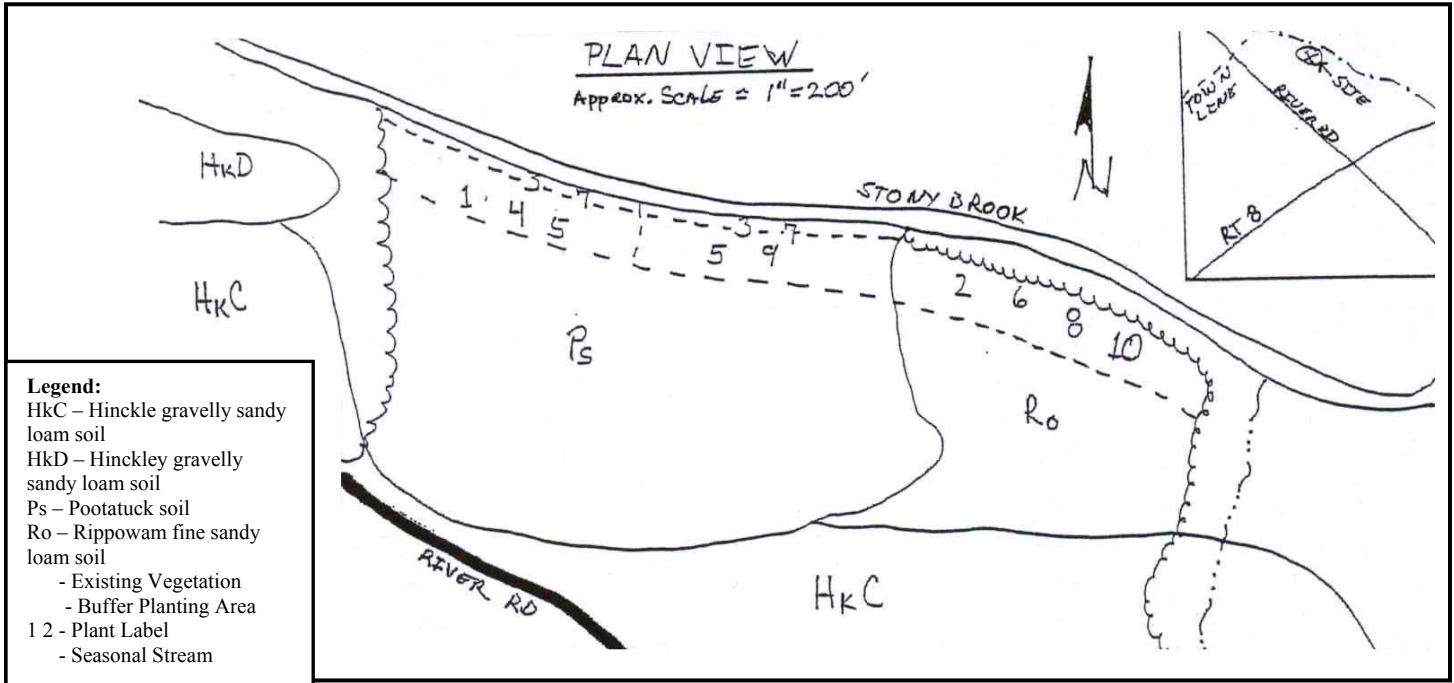 PLAN VIEW
APPROX. SCALE = 1"=200'
TOWN
LINE
SITE
RIVER RD
RT 8
N
STONY BROOK
HkD
HkC
1 4 5 3 7
5 9 3 7
2 6 8 10
Ps
Ro
HkC
RIVER RD
Legend:
HkC – Hinckle gravelly sandy
loam soil
HkD – Hinckley gravelly
sandy loam soil
Ps – Pootatuck soil
Ro – Rippowam fine sandy
loam soil
- Existing Vegetation
- Buffer Planting Area
1 2 - Plant Label
- Seasonal Stream